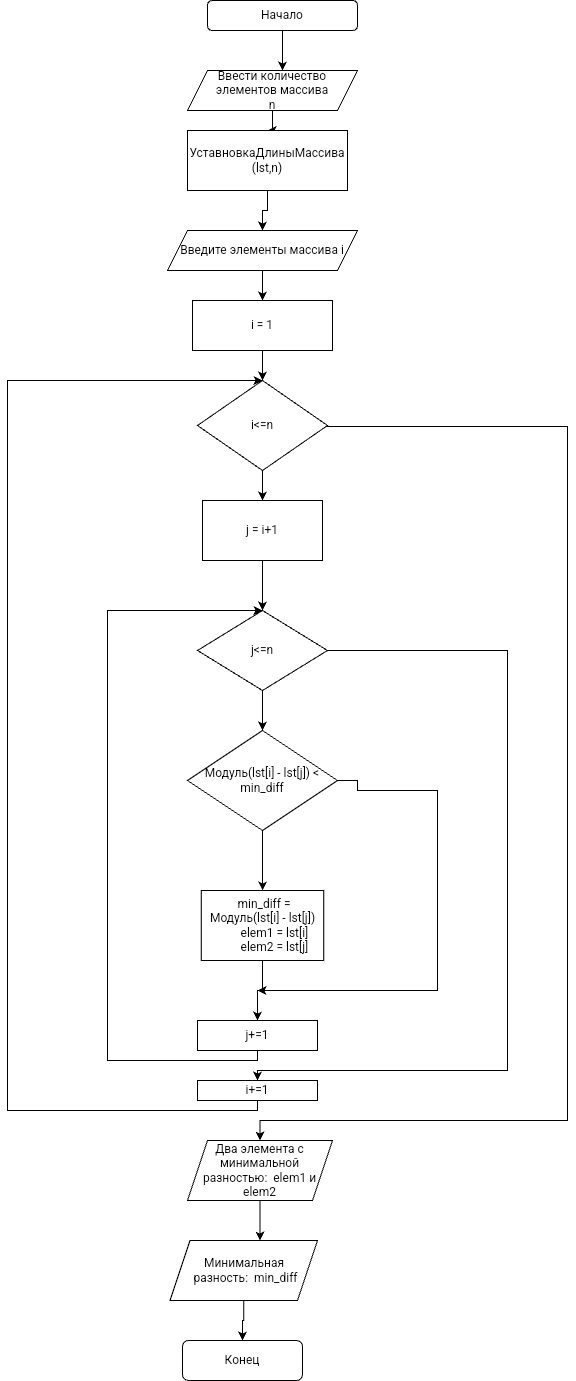 Начало
Ввести количество
элементов массива
n
УставновкаДлиныМассива
(lst,n)
Введите элементы массива i
i = 1
i<=n
j = i+1
j<=n
Модуль(lst[i] - lst[j]) <
min_diff
min_diff =
Модуль(lst[i] - lst[j])
elem1 = lst[i]
elem2 = lst[j]
j+=1
i+=1
Два элемента с
минимальной
разностью: elem1 и
elem2
Минимальная
разность: min_diff
Конец